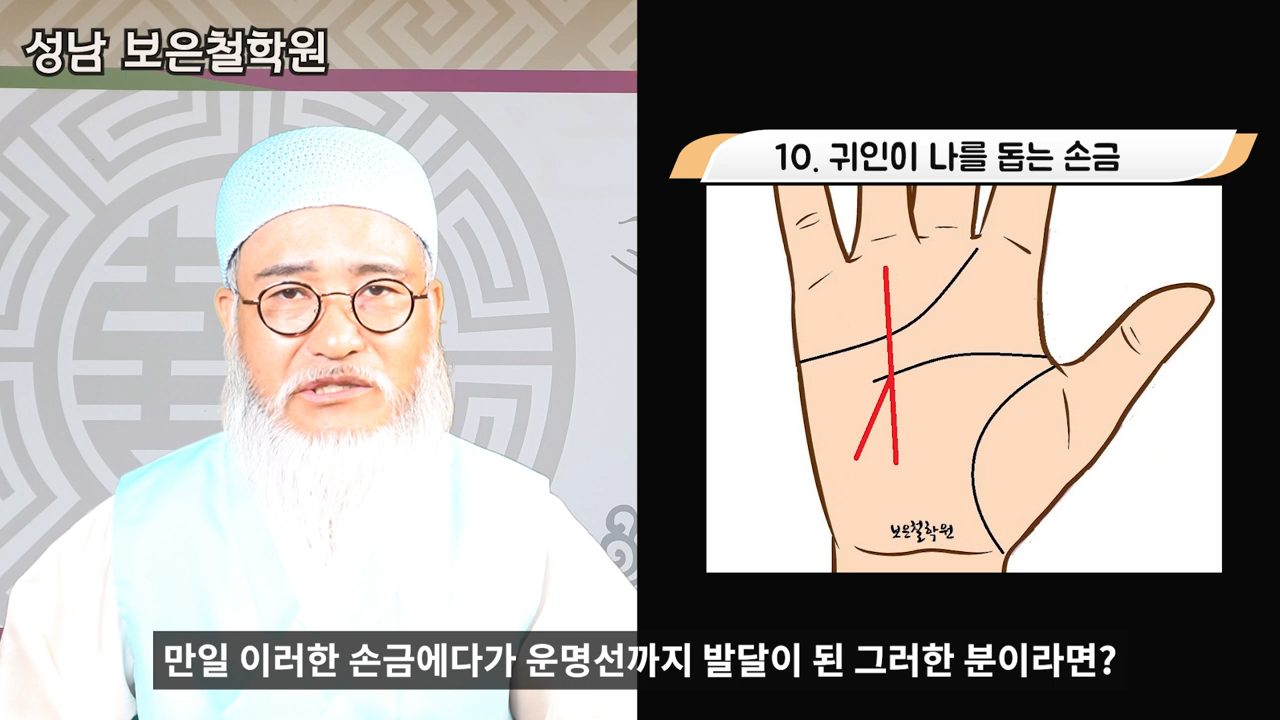 성남 보은철학원
10. 귀인이 나를 돕는 손금
보은철학원
만일 이러한 손금에다가 운명선까지 발달이 된 그러한 분이라면?